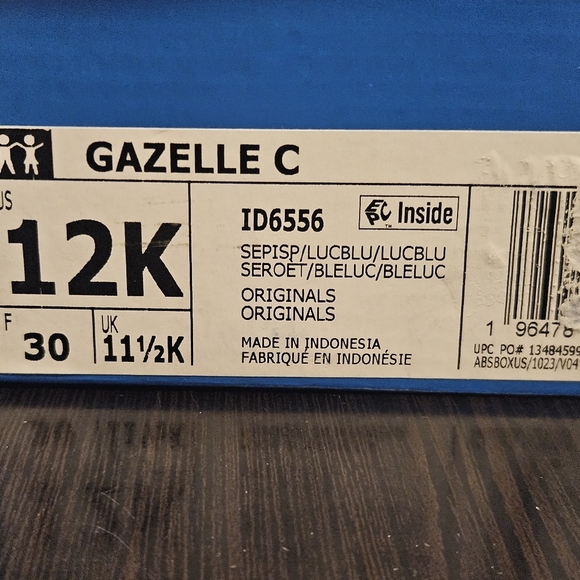 GAZELLE C
US
12K
F
30
UK
11½K
ID6556
EPC™ Inside
SEPISP/LUCBLU/LUCBLU
SEROET/BLELUC/BLELUC
ORIGINALS
ORIGINALS
MADE IN INDONESIA
FABRIQUÉ EN INDONÉSIE
1 96478
UPC PO# 13484599
ABSBOXUS/1023/V04